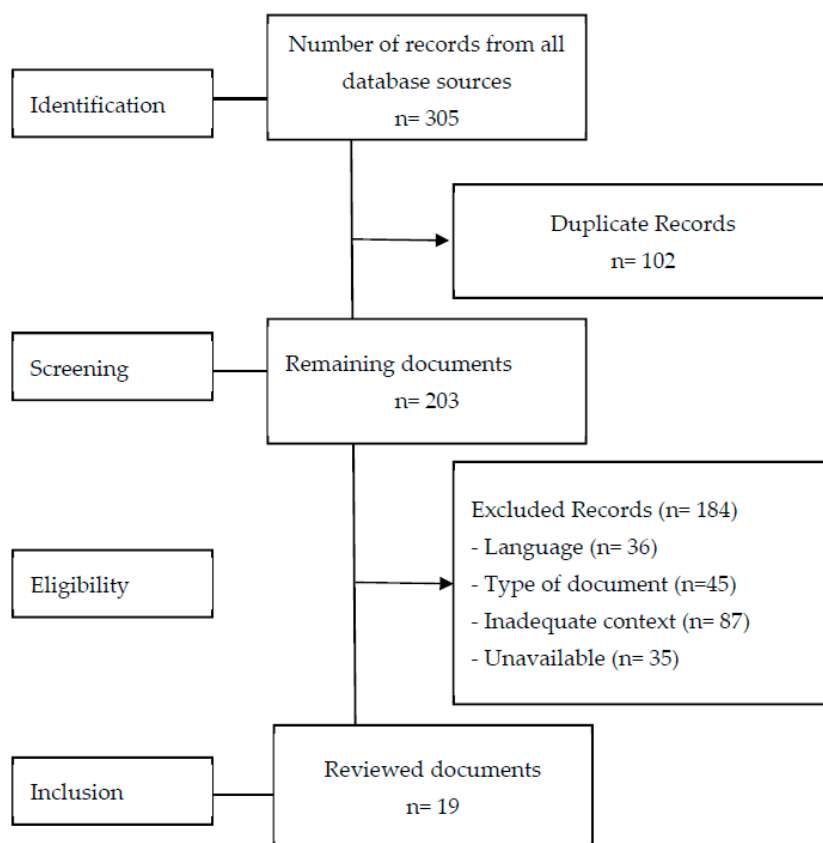 Number of records from all
database sources
n= 305
Identification
Duplicate Records
n= 102
Screening
Remaining documents
n= 203
Excluded Records (n= 184)
- Language (n= 36)
- Type of document (n=45)
- Inadequate context (n= 87)
- Unavailable (n= 35)
Eligibility
Reviewed documents
n= 19
Inclusion